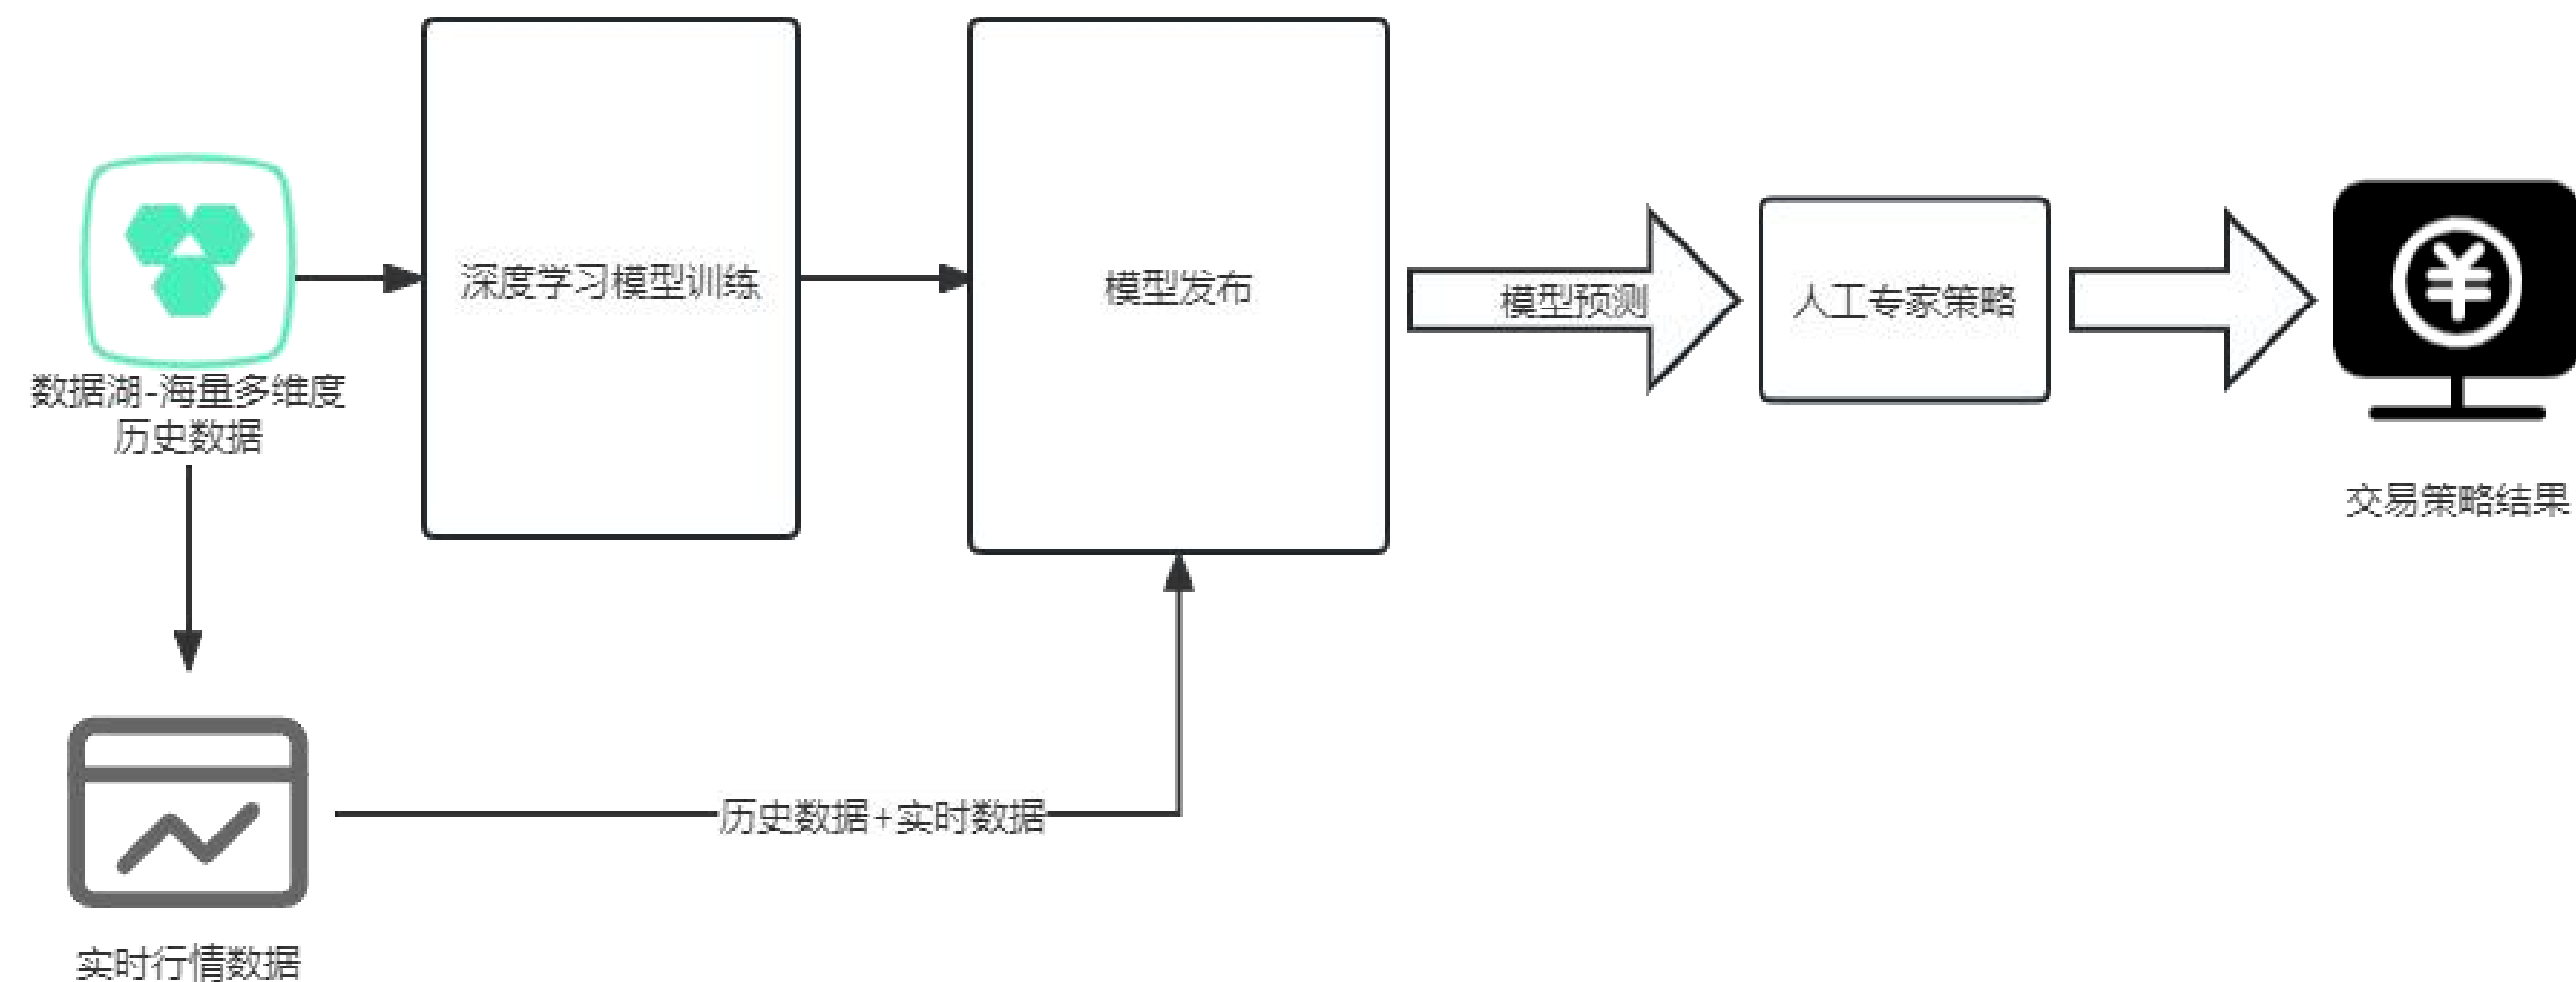 深度学习模型训练
模型发布
模型预测
人工专家策略
数据湖-海量多维度
历史数据
交易策略结果
历史数据+实时数据
实时行情数据